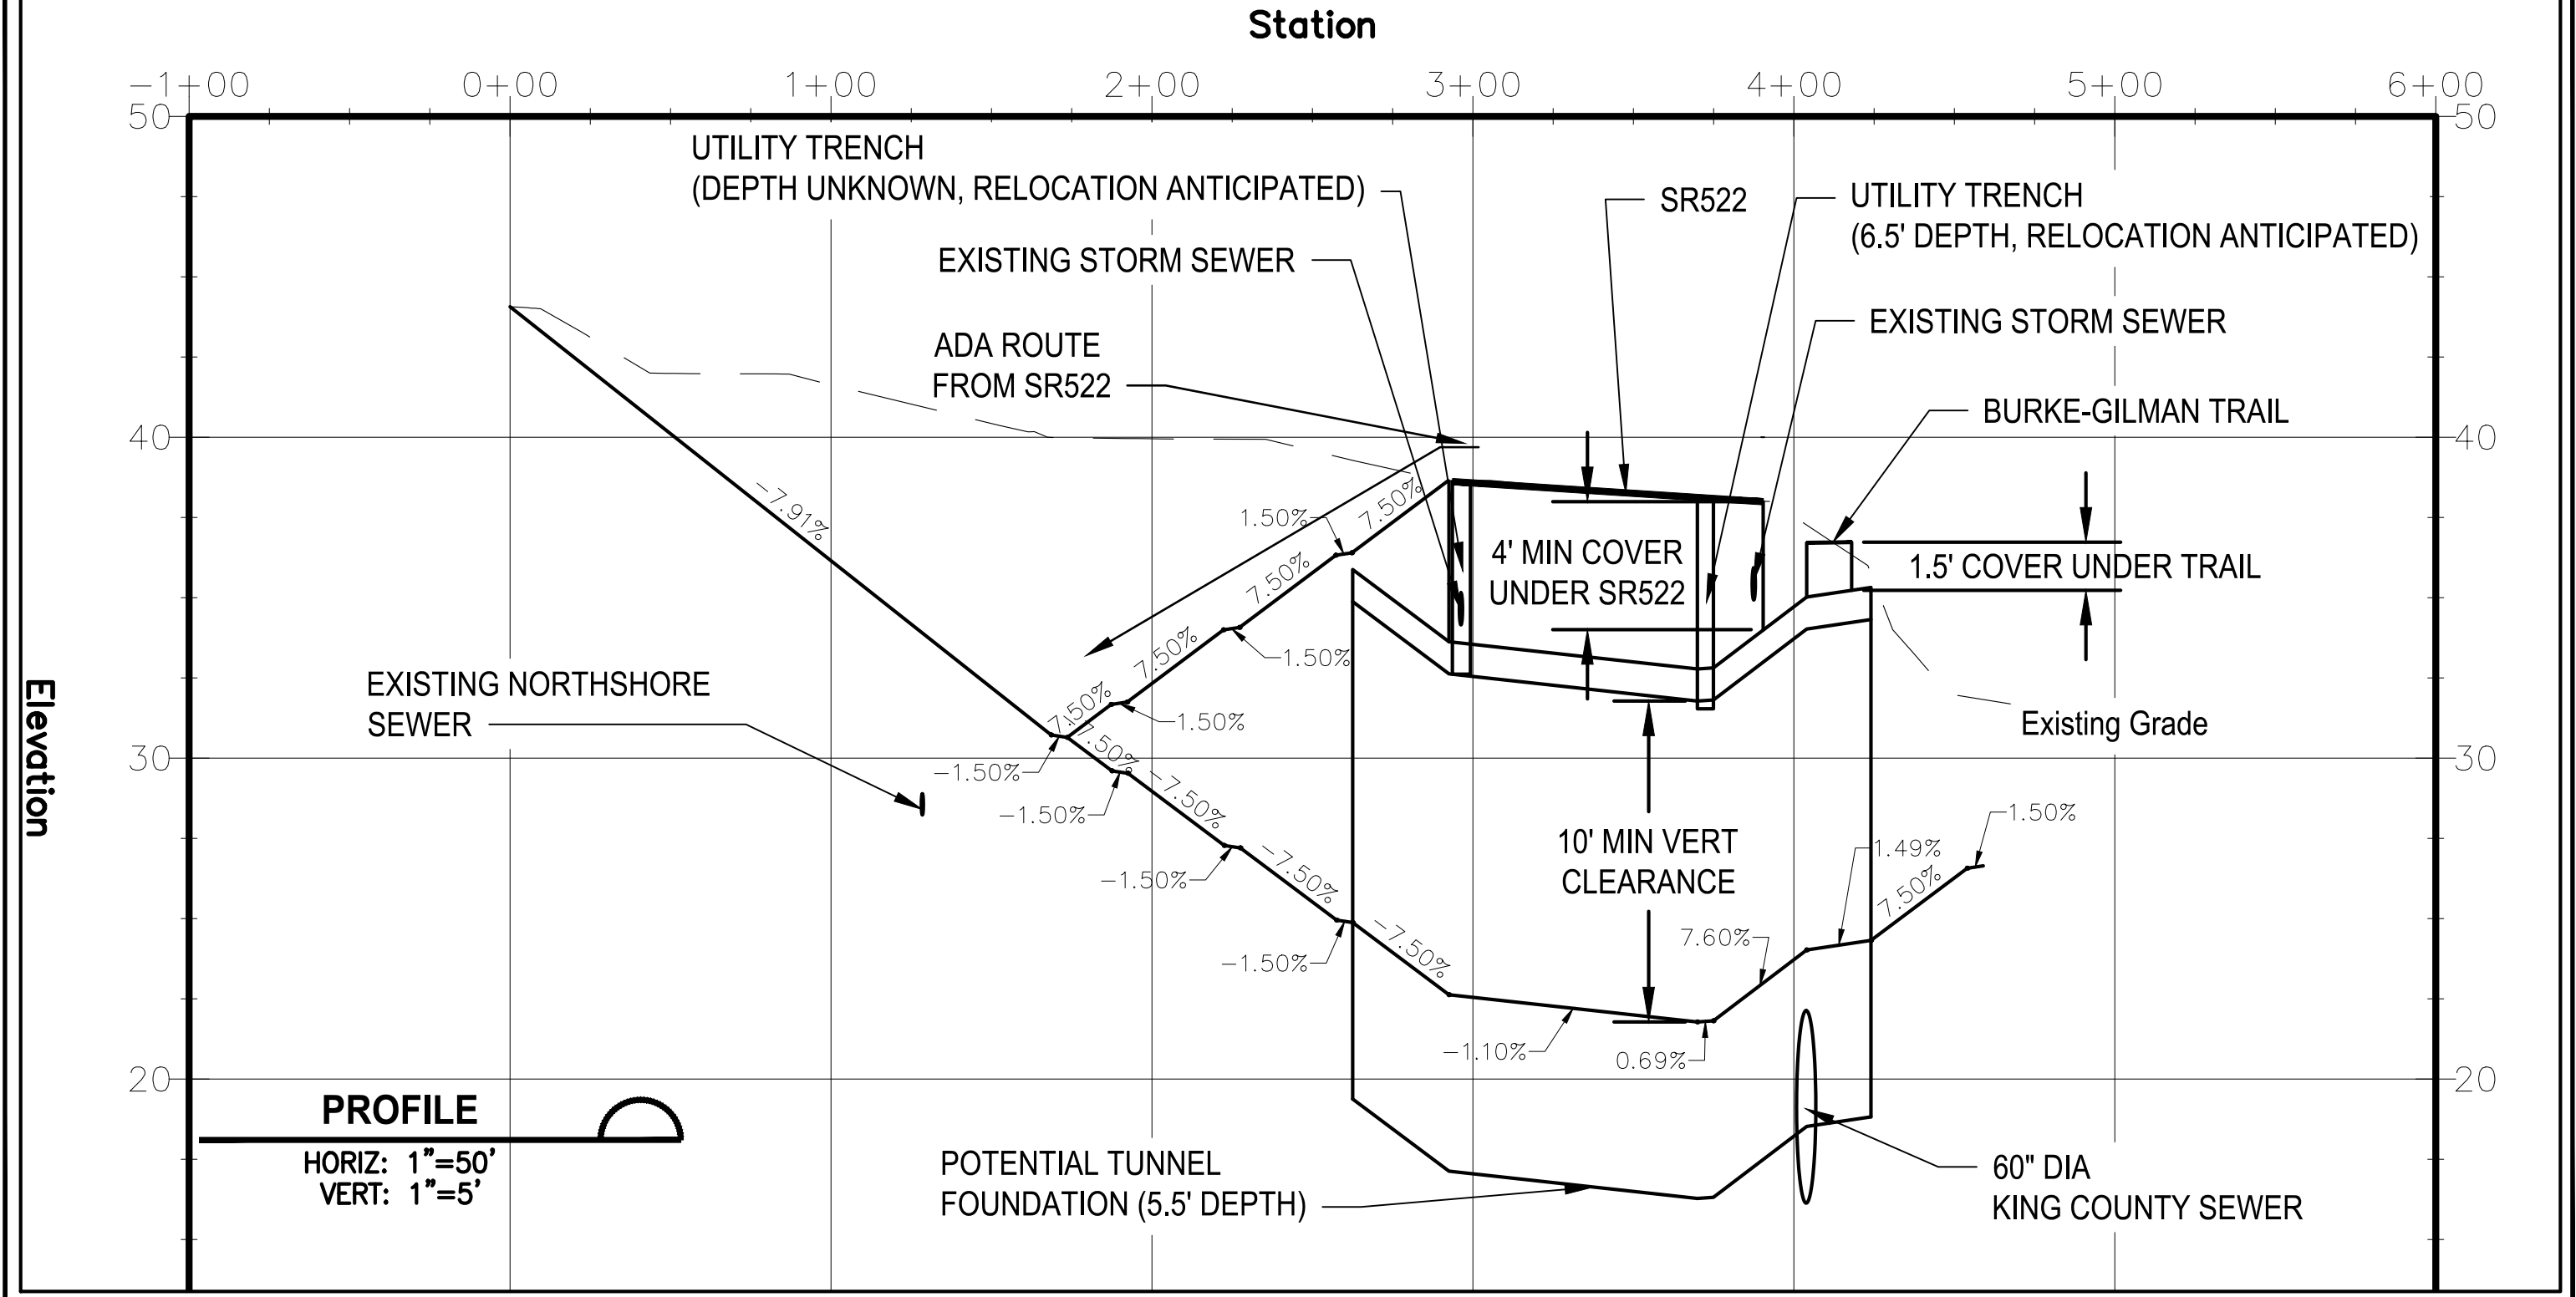 Station
-1+00 0+00 1+00 2+00 3+00 4+00 5+00 6+00
50 50
UTILITY TRENCH
(DEPTH UNKNOWN, RELOCATION ANTICIPATED)
SR522
UTILITY TRENCH
(6.5' DEPTH, RELOCATION ANTICIPATED)
EXISTING STORM SEWER
EXISTING STORM SEWER
ADA ROUTE
FROM SR522
BURKE-GILMAN TRAIL
40 40
-7.91%
1.50%
7.50%
4' MIN COVER
UNDER SR522
1.5' COVER UNDER TRAIL
7.50%
7.50%
1.50%
EXISTING NORTHSHORE
SEWER
7.50%
1.50%
Existing Grade
Elevation
30 30
-1.50%
7.50%
-1.50%
-7.50%
-1.50%
-7.50%
-1.50%
-7.50%
10' MIN VERT
CLEARANCE
1.50%
1.49%
7.50%
7.60%
-1.10%
0.69%
20 20
PROFILE
HORIZ: 1"=50'
VERT: 1"=5'
POTENTIAL TUNNEL
FOUNDATION (5.5' DEPTH)
60" DIA
KING COUNTY SEWER